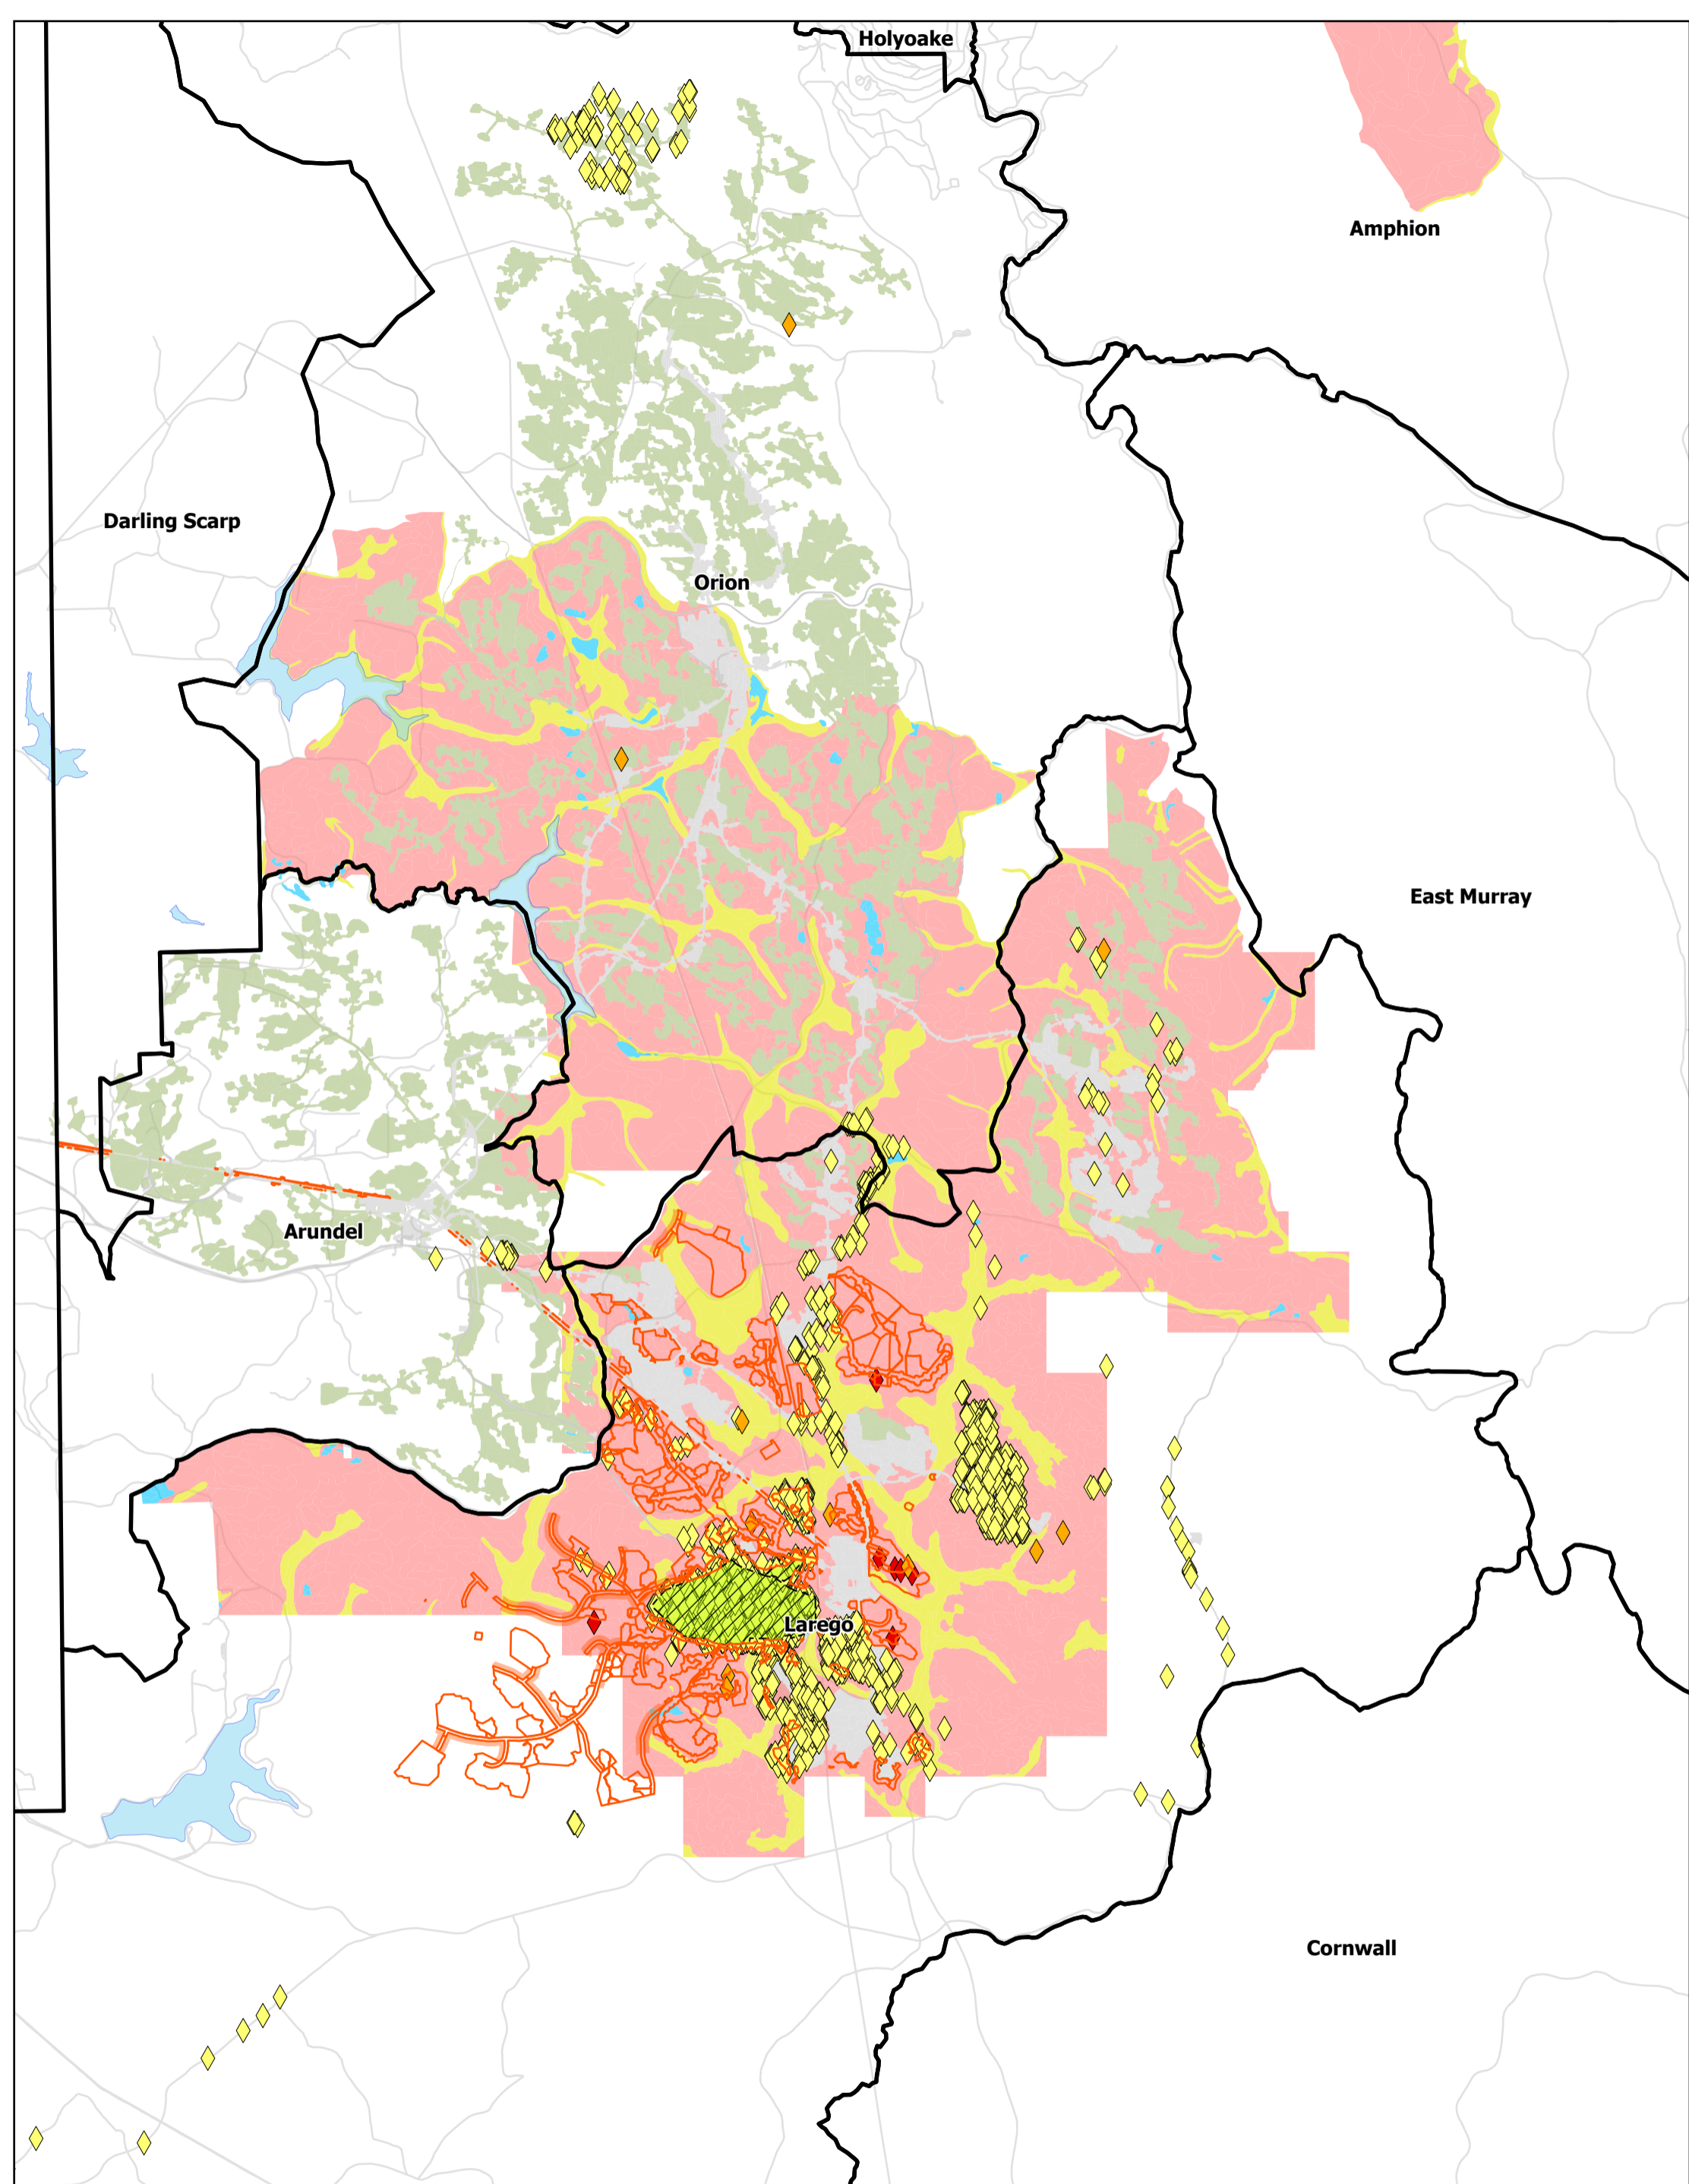 Holyoake
Amphion
Darling Scarp
Orion
East Murray
Arundel
Larego
Cornwall